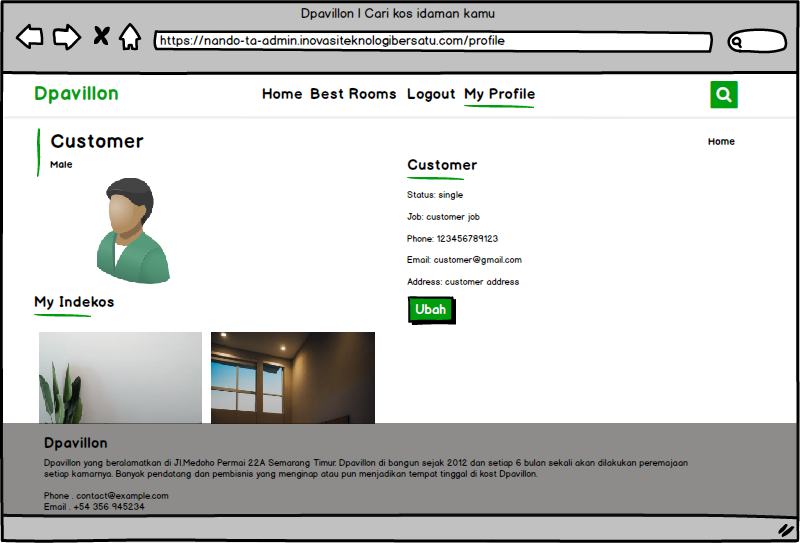 Dpavillon | Cari kos idaman kamu
https://nando-ta-admin.inovasiteknologibersatu.com/profile
Dpavillon
Home Best Rooms Logout My Profile
Customer
Male
Home
Customer
Status: single
Job: customer job
Phone: 123456789123
Email: customer@gmail.com
Address: customer address
Ubah
My Indekos
Dpavillon
Dpavillon yang beralamatkan di Jl.Medoho Permai 22A Semarang Timur. Dpavillon di bangun sejak 2012 dan setiap 6 bulan sekali akan dilakukan peremajaan
setiap kamarnya. Banyak pendatang dan pembisnis yang menginap atau pun menjadikan tempat tinggal di kost Dpavillon.
Phone . contact@example.com
Email . +54 356 945234